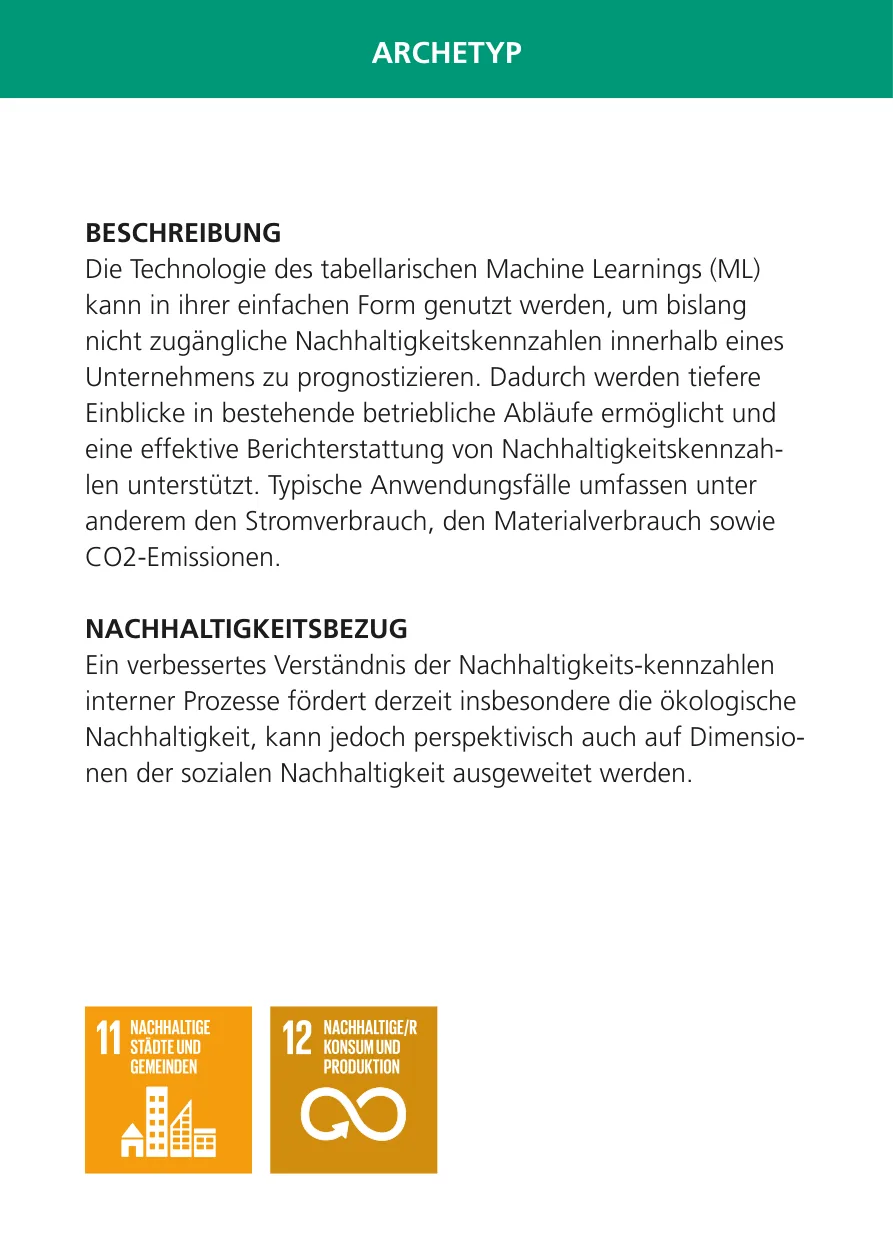 ARCHETYP
BESCHREIBUNG
Die Technologie des tabellarischen Machine Learnings (ML)
kann in ihrer einfachen Form genutzt werden, um bislang
nicht zugängliche Nachhaltigkeitskennzahlen innerhalb eines
Unternehmens zu prognostizieren. Dadurch werden tiefere
Einblicke in bestehende betriebliche Abläufe ermöglicht und
eine effektive Berichterstattung von Nachhaltigkeitskennzah-
len unterstützt. Typische Anwendungsfälle umfassen unter
anderem den Stromverbrauch, den Materialverbrauch sowie
CO2-Emissionen.
NACHHALTIGKEITSBEZUG
Ein verbessertes Verständnis der Nachhaltigkeits-kennzahlen
interner Prozesse fördert derzeit insbesondere die ökologische
Nachhaltigkeit, kann jedoch perspektivisch auch auf Dimensio-
nen der sozialen Nachhaltigkeit ausgeweitet werden.
11 NACHHALTIGE
STÄDTE UND
GEMEINDEN
12 NACHHALTIGE/R
KONSUM UND
PRODUKTION